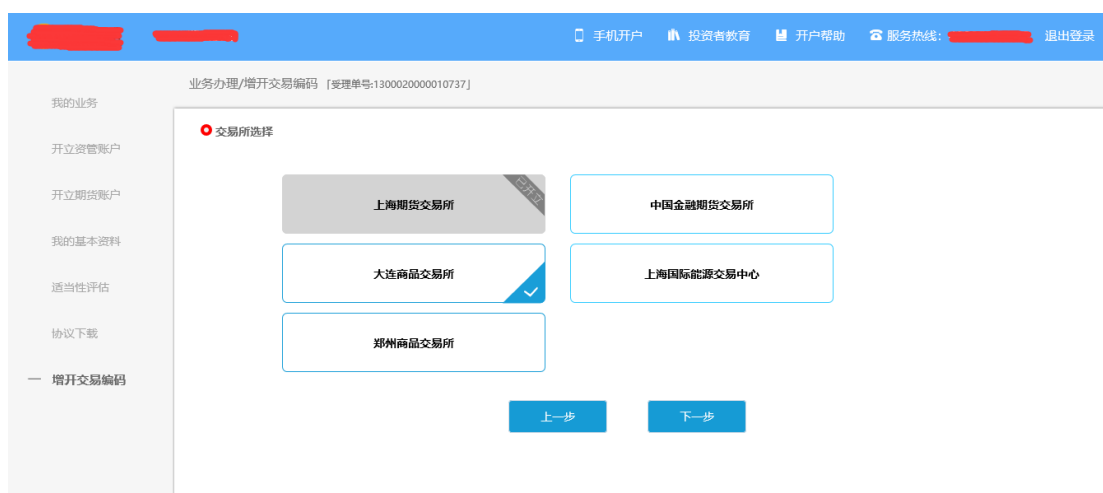 手机开户 投资者教育 开户帮助 服务热线: 退出登录
业务办理/增开交易编码「受理单号:1300020000010737」
我的业务
开立资管账户
开立期货账户
我的基本资料
适当性评估
协议下载
一 增开交易编码
交易所选择
上海期货交易所 已开立
中国金融期货交易所
大连商品交易所
上海国际能源交易中心
郑州商品交易所
上一步 下一步